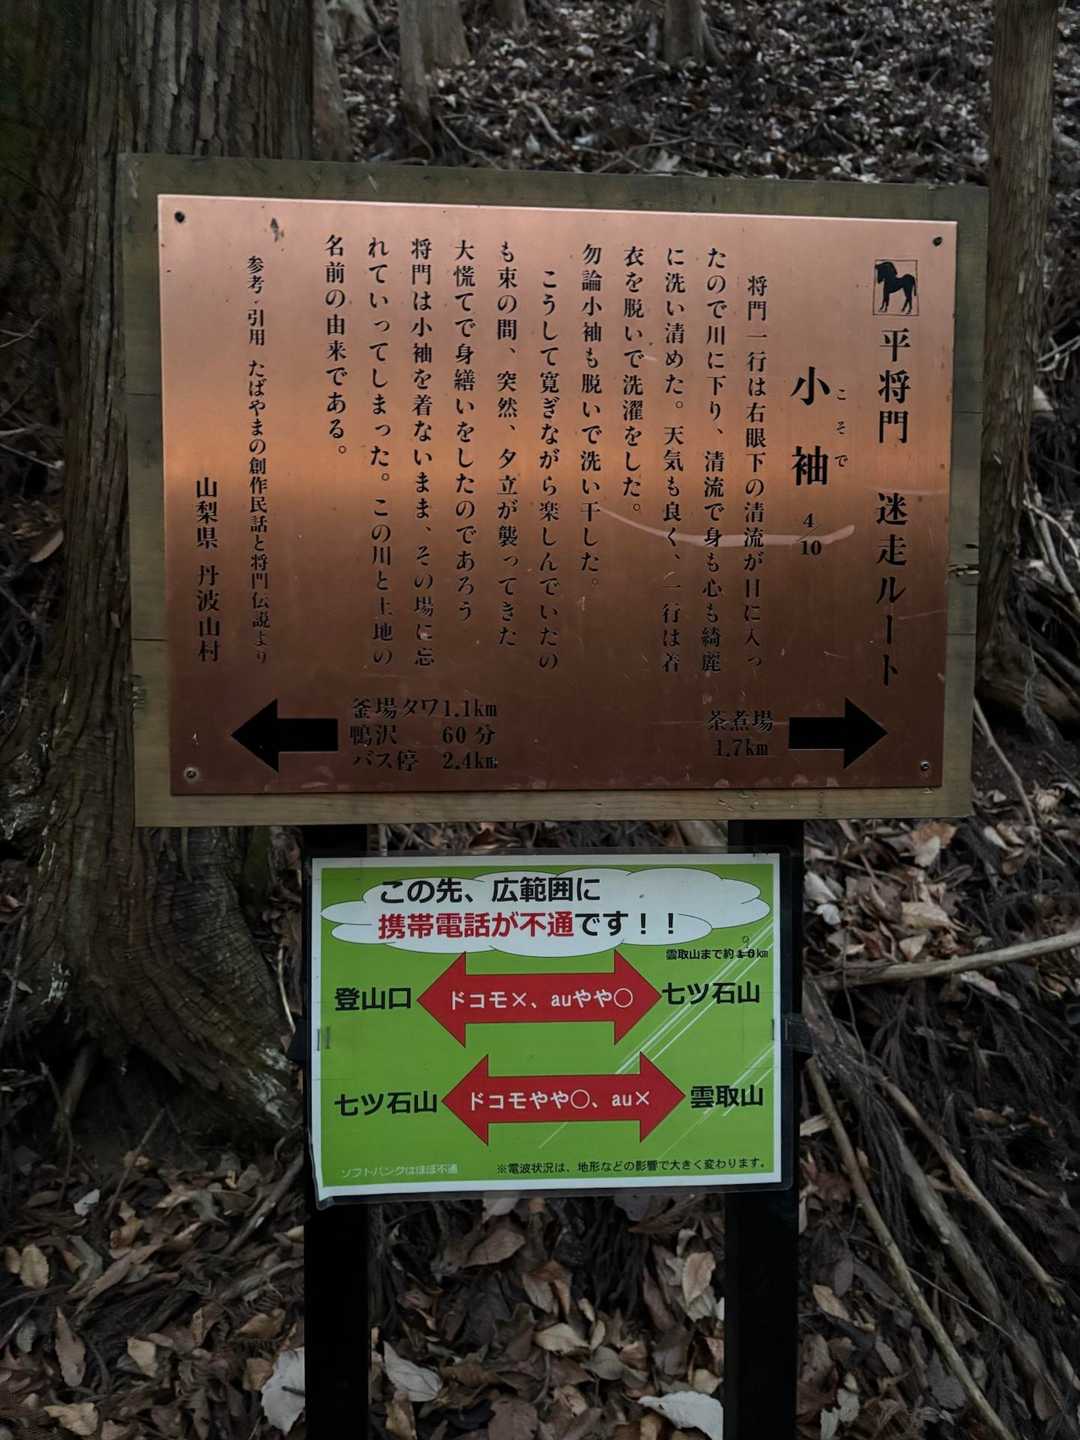 平将門 迷走ルート
こそで
小袖 4/10
将門一行は右眼下の清流が目に入っ
たので川に下り、清流で身も心も綺麗
に洗い清めた。天気も良く、一行は着
衣を脱いで洗濯をした。
勿論小袖も脱いで洗い干した。
こうして寛ぎながら楽しんでいたの
も束の間、突然、夕立が襲ってきた
大慌てで身繕いをしたのであろう
将門は小袖を着ないまま、その場に忘
れていってしまった。この川と土地の
名前の由来である。
参考・引用 たばやまの創作民話と将門伝説より
山梨県 丹波山村
釜場タワ1.1km
鴨沢 60分
バス停 2.4km
茶煮場
1.7km
この先、広範囲に
携帯電話が不通です！！
雲取山まで約9km
登山口 ドコモ×、auやや○ 七ツ石山
七ツ石山 ドコモやや○、au× 雲取山
ソフトバンクはほぼ不通
※電波状況は、地形などの影響で大きく変わります。